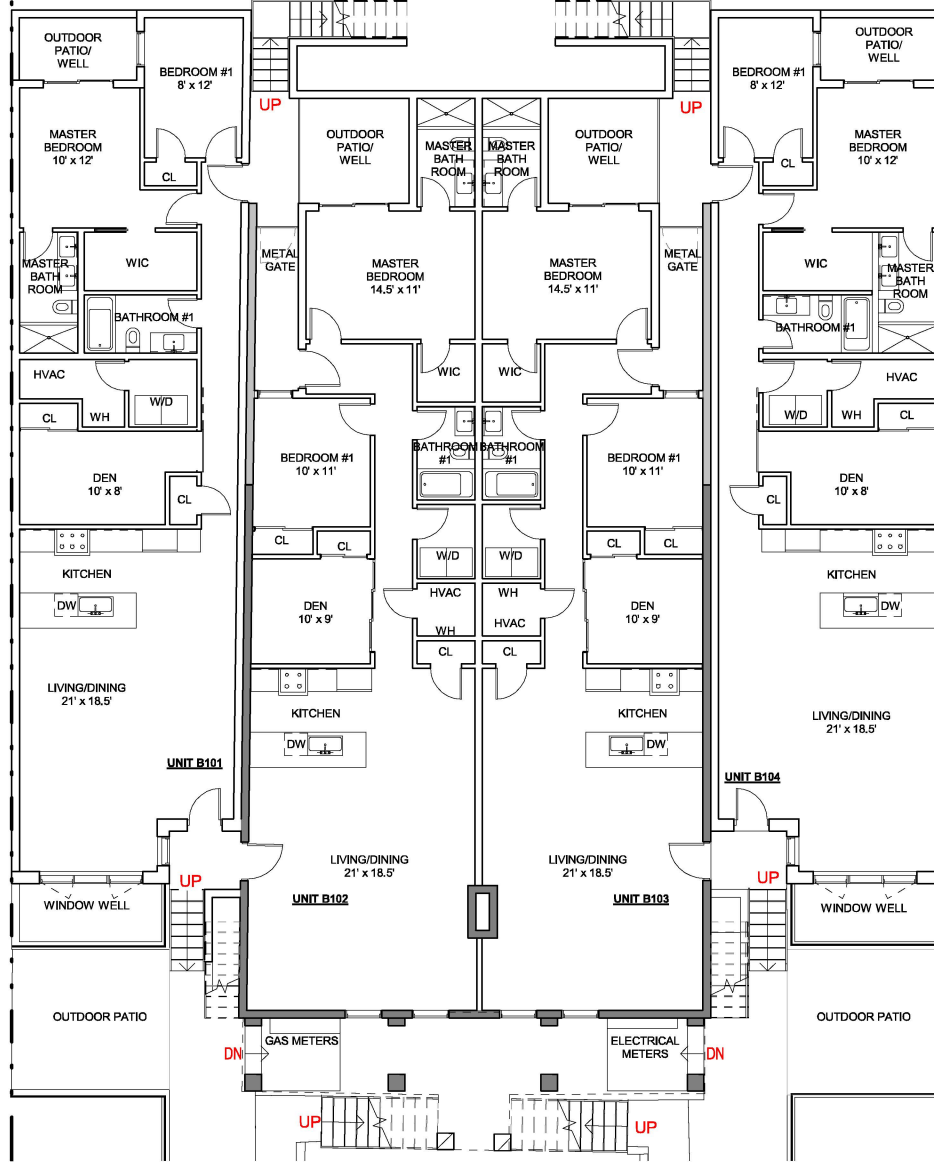 OUTDOOR
PATIO/
WELL
BEDROOM #1
8' x 12'
UP
MASTER
BEDROOM
10' x 12'
CL
OUTDOOR
PATIO/
WELL
MASTER
BATH
ROOM
MASTER
BATH
ROOM
OUTDOOR
PATIO/
WELL
UP
BEDROOM #1
8' x 12'
OUTDOOR
PATIO/
WELL
MASTER
BEDROOM
10' x 12'
CL
MASTER
BATH
ROOM
WIC
BATHROOM #1
METAL
GATE
MASTER
BEDROOM
14.5' x 11'
MASTER
BEDROOM
14.5' x 11'
METAL
GATE
WIC
MASTER
BATH
ROOM
BATHROOM #1
HVAC
CL
WH
W/D
WIC
WIC
W/D
WH
HVAC
CL
DEN
10' x 8'
CL
BEDROOM #1
10' x 11'
BATHROOM
#1
BATHROOM
#1
BEDROOM #1
10' x 11'
CL
DEN
10' x 8'
CL
CL
W/D
W/D
CL
CL
KITCHEN
DW
DEN
10' x 9'
HVAC
WH
CL
WH
HVAC
CL
DEN
10' x 9'
KITCHEN
DW
LIVING/DINING
21' x 18.5'
KITCHEN
DW
KITCHEN
DW
LIVING/DINING
21' x 18.5'
UNIT B101
UNIT B104
LIVING/DINING
21' x 18.5'
UNIT B102
LIVING/DINING
21' x 18.5'
UNIT B103
UP
WINDOW WELL
UP
WINDOW WELL
OUTDOOR PATIO
OUTDOOR PATIO
DN
GAS METERS
ELECTRICAL
METERS
DN
UP
UP